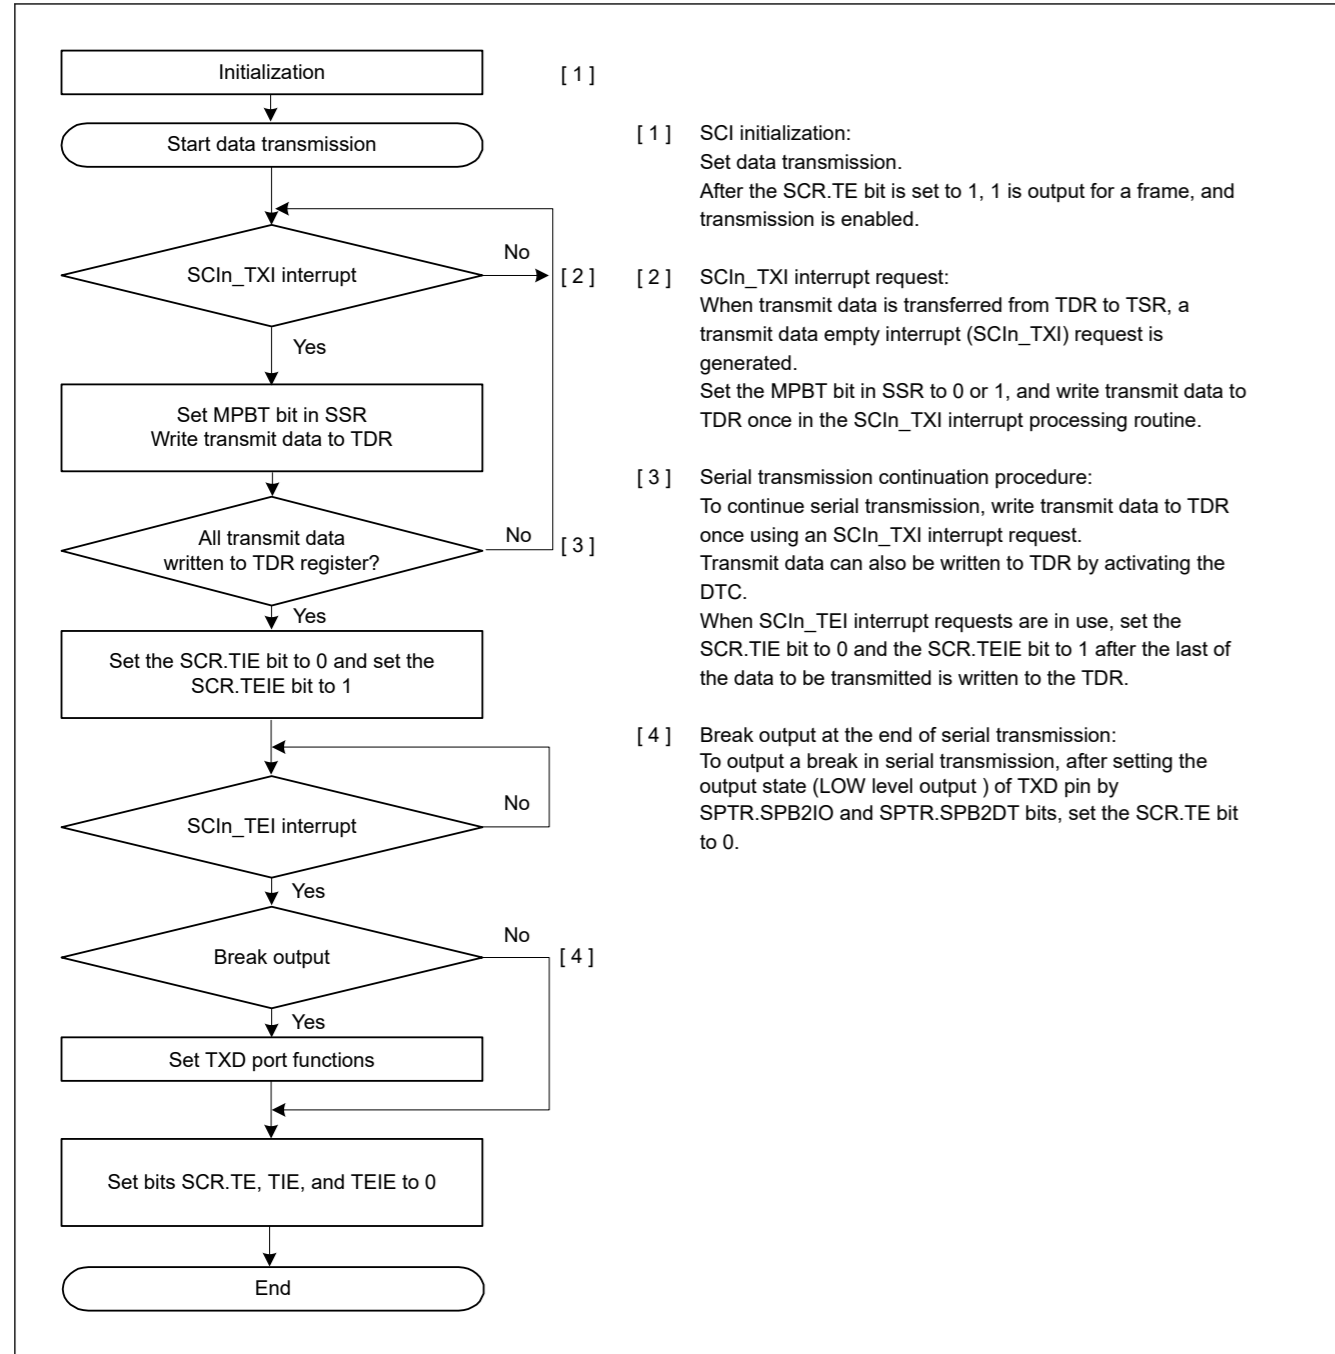 Initialization
[ 1 ]
Start data transmission
SCIn_TXI interrupt
No
[ 2 ]
Yes
Set MPBT bit in SSR
Write transmit data to TDR
All transmit data
written to TDR register?
No
[ 3 ]
Yes
Set the SCR.TIE bit to 0 and set the
SCR.TEIE bit to 1
SCIn_TEI interrupt
No
Yes
Break output
No
[ 4 ]
Yes
Set TXD port functions
Set bits SCR.TE, TIE, and TEIE to 0
End
[ 1 ] SCI initialization:
Set data transmission.
After the SCR.TE bit is set to 1, 1 is output for a frame, and
transmission is enabled.
[ 2 ] SCIn_TXI interrupt request:
When transmit data is transferred from TDR to TSR, a
transmit data empty interrupt (SCIn_TXI) request is
generated.
Set the MPBT bit in SSR to 0 or 1, and write transmit data to
TDR once in the SCIn_TXI interrupt processing routine.
[ 3 ] Serial transmission continuation procedure:
To continue serial transmission, write transmit data to TDR
once using an SCIn_TXI interrupt request.
Transmit data can also be written to TDR by activating the
DTC.
When SCIn_TEI interrupt requests are in use, set the
SCR.TIE bit to 0 and the SCR.TEIE bit to 1 after the last of
the data to be transmitted is written to the TDR.
[ 4 ] Break output at the end of serial transmission:
To output a break in serial transmission, after setting the
output state (LOW level output ) of TXD pin by
SPTR.SPB2IO and SPTR.SPB2DT bits, set the SCR.TE bit
to 0.